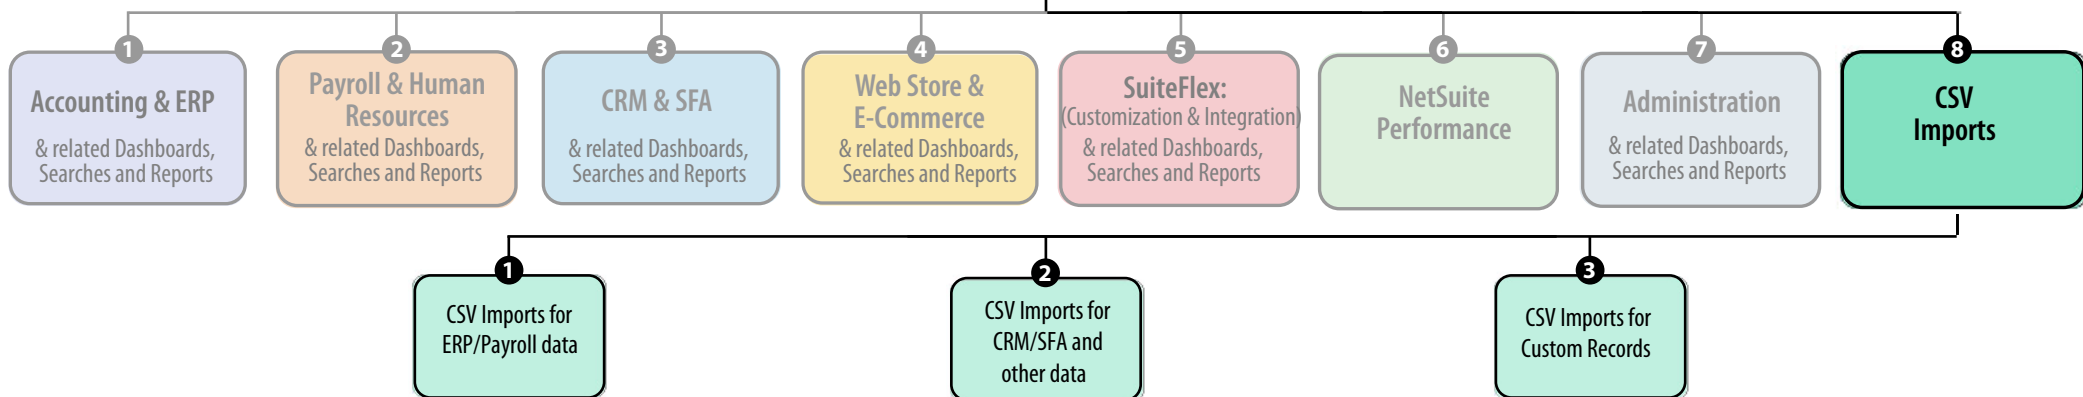 1
Accounting & ERP
& related Dashboards,
Searches and Reports
2
Payroll & Human
Resources
& related Dashboards,
Searches and Reports
3
CRM & SFA
& related Dashboards,
Searches and Reports
4
Web Store &
E-Commerce
& related Dashboards,
Searches and Reports
5
SuiteFlex:
(Customization & Integration)
& related Dashboards,
Searches and Reports
6
NetSuite
Performance
7
Administration
& related Dashboards,
Searches and Reports
8
CSV
Imports
1
CSV Imports for
ERP/Payroll data
2
CSV Imports for
CRM/SFA and
other data
3
CSV Imports for
Custom Records